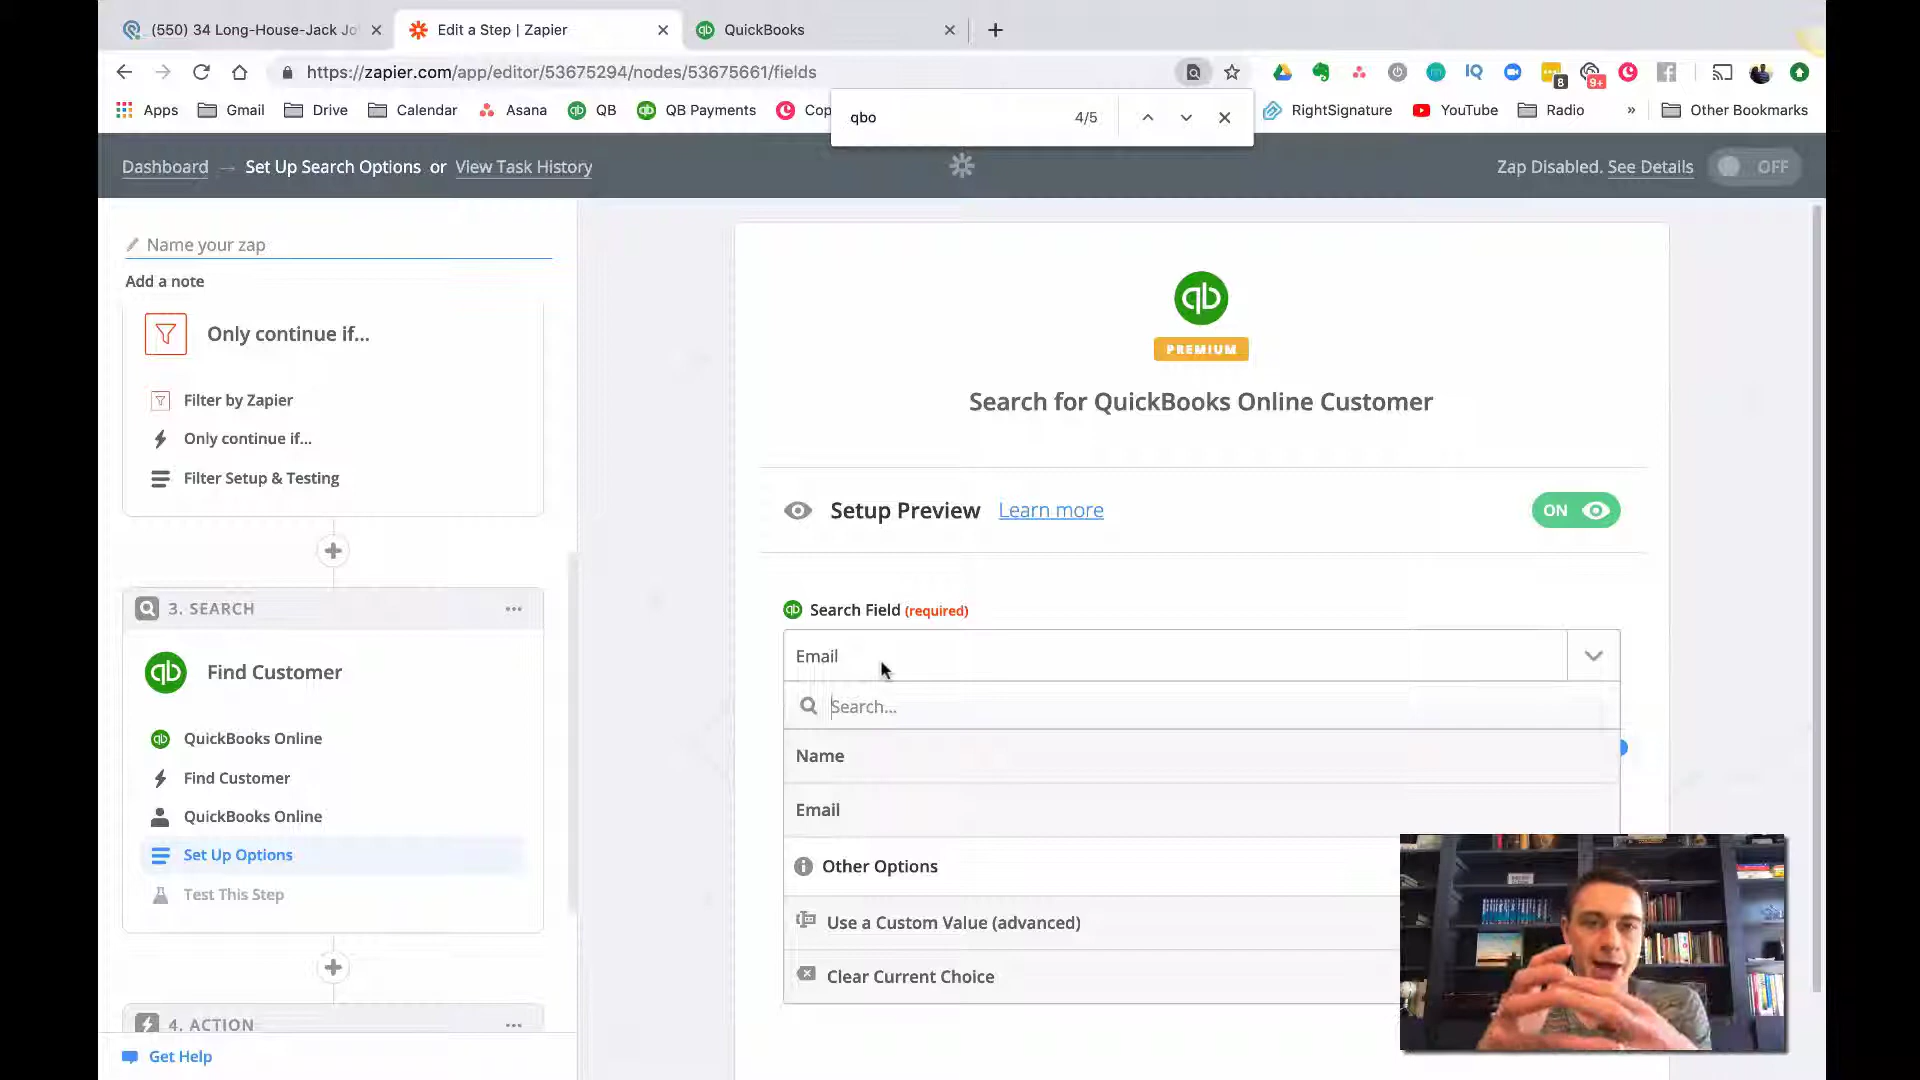 (550) 34 Long-House-Jack Jo
Edit a Step | Zapier
QuickBooks
https://zapier.com/app/editor/53675294/nodes/53675661/fields
8
9+
Apps
Gmail
Drive
Calendar
Asana
QB
QB Payments
Cop
qbo
4/5
RightSignature
YouTube
Radio
»
Other Bookmarks
Dashboard → Set Up Search Options or View Task History
Zap Disabled. See Details
OFF
Name your zap
Add a note
Only continue if...
Filter by Zapier
Only continue if...
Filter Setup & Testing
3. SEARCH
qb
Find Customer
QuickBooks Online
Find Customer
QuickBooks Online
Set Up Options
Test This Step
4. ACTION
Get Help
qb
PREMIUM
Search for QuickBooks Online Customer
Setup Preview
Learn more
ON
Search Field (required)
Email
Search...
Name
Email
Other Options
Use a Custom Value (advanced)
Clear Current Choice